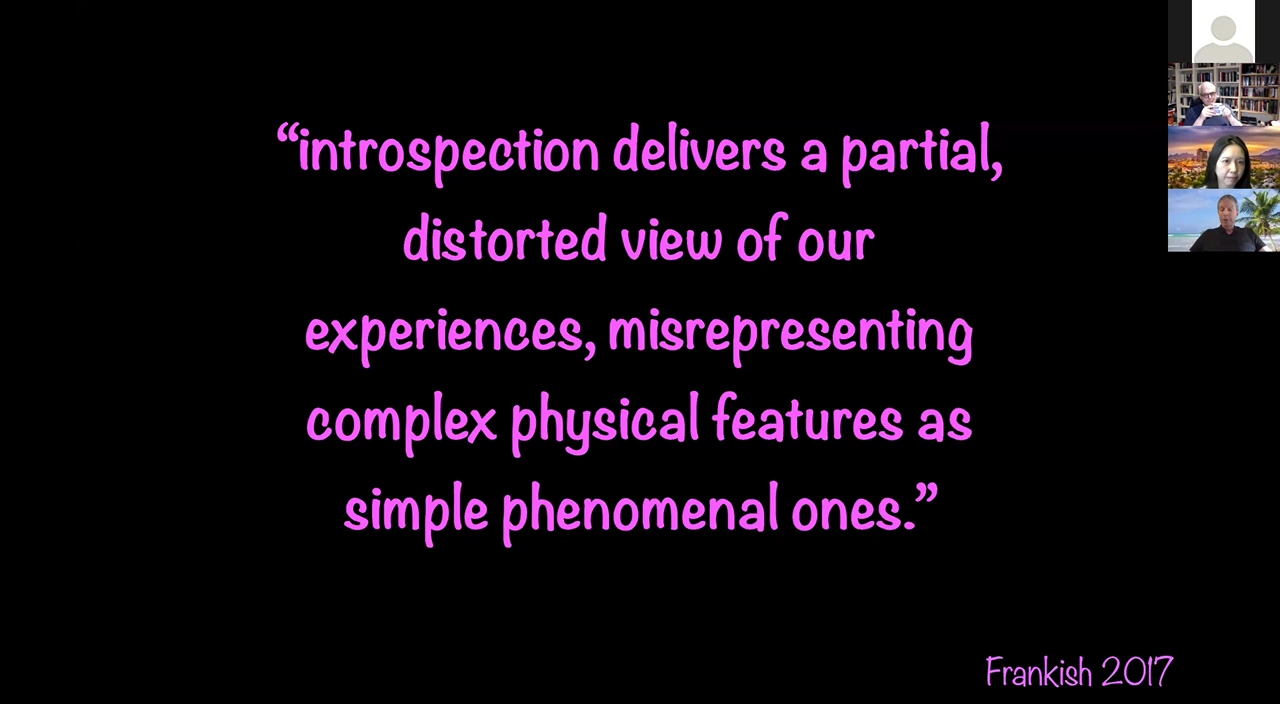 “introspection delivers a partial,
distorted view of our
experiences, misrepresenting
complex physical features as
simple phenomenal ones.”
Frankish 2017